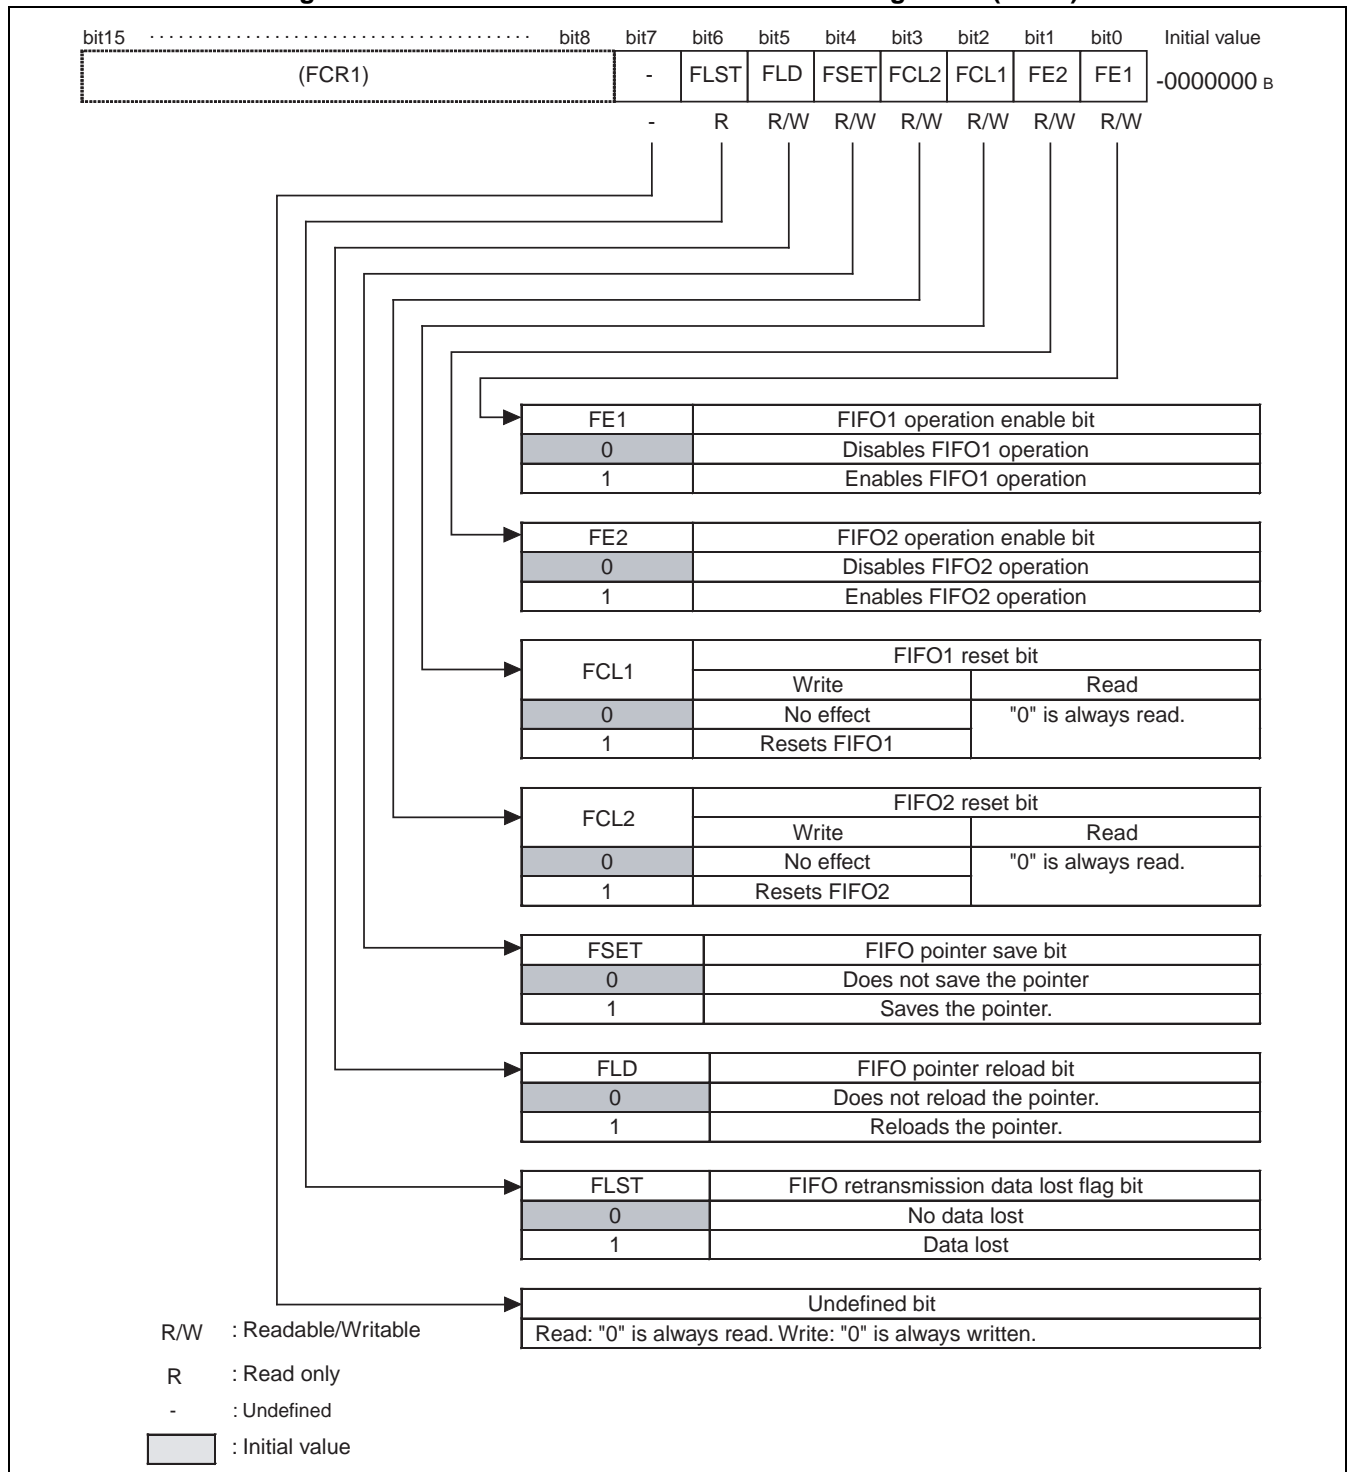 bit15 ........................................ bit8 bit7 bit6 bit5 bit4 bit3 bit2 bit1 bit0 Initial value
(FCR1) - FLST FLD FSET FCL2 FCL1 FE2 FE1 -0000000 B
- R R/W R/W R/W R/W R/W R/W
FE1 FIFO1 operation enable bit
0 Disables FIFO1 operation
1 Enables FIFO1 operation
FE2 FIFO2 operation enable bit
0 Disables FIFO2 operation
1 Enables FIFO2 operation
FCL1 FIFO1 reset bit
Write Read
0 No effect "0" is always read.
1 Resets FIFO1
FCL2 FIFO2 reset bit
Write Read
0 No effect "0" is always read.
1 Resets FIFO2
FSET FIFO pointer save bit
0 Does not save the pointer
1 Saves the pointer.
FLD FIFO pointer reload bit
0 Does not reload the pointer.
1 Reloads the pointer.
FLST FIFO retransmission data lost flag bit
0 No data lost
1 Data lost
Undefined bit
Read: "0" is always read. Write: "0" is always written.
R/W : Readable/Writable
R : Read only
- : Undefined
: Initial value